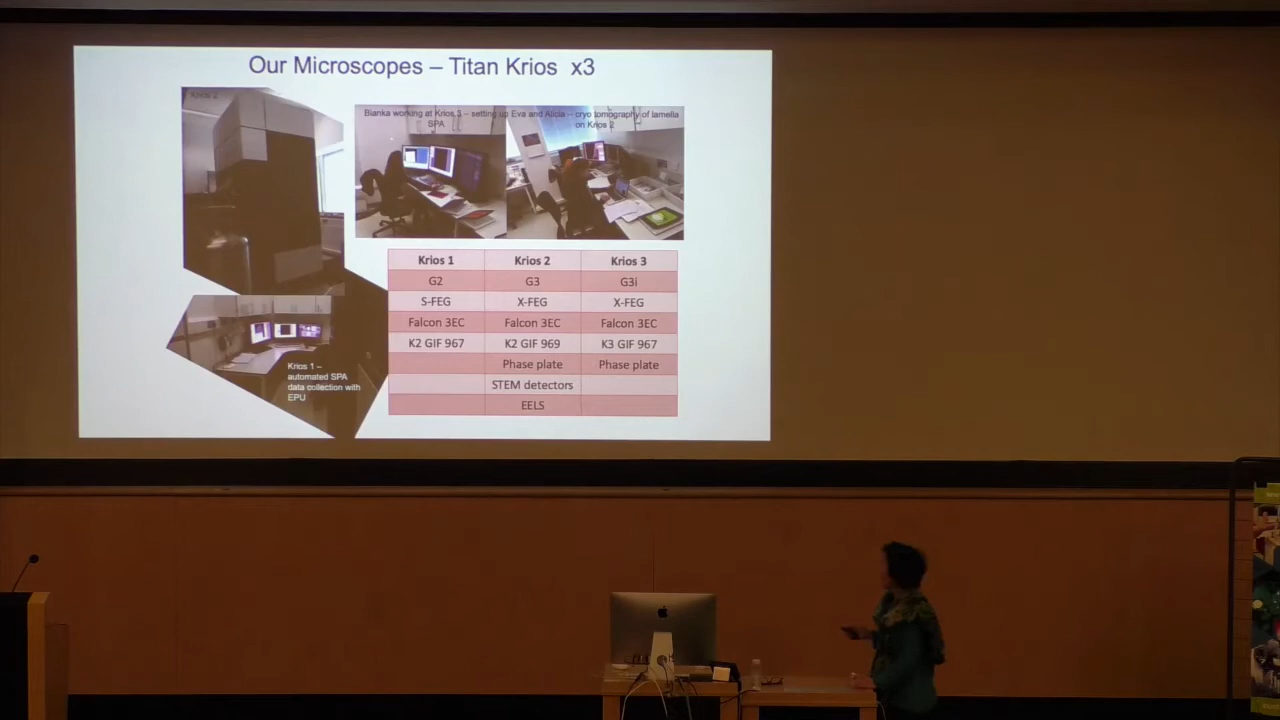 Our Microscopes – Titan Krios x3
Krios 2
Bianka working at Krios 3 – setting up
SPA
Eva and Alicia – cryo tomography of lamella
on Krios 2
Krios 1 Krios 2 Krios 3
G2 G3 G3i
S-FEG X-FEG X-FEG
Falcon 3EC Falcon 3EC Falcon 3EC
K2 GIF 967 K2 GIF 969 K3 GIF 967
Phase plate Phase plate
STEM detectors
EELS
Krios 1 –
automated SPA
data collection with
EPU